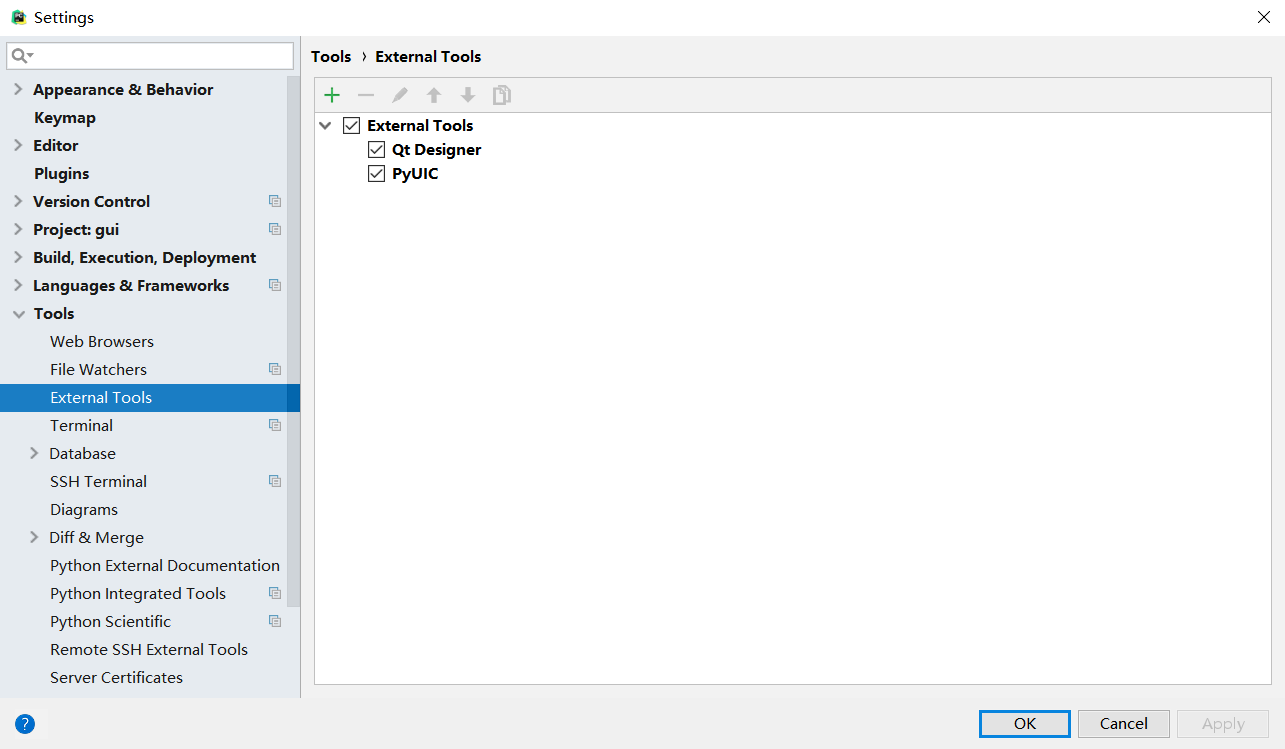 Settings
Tools › External Tools
Appearance & Behavior
Keymap
Editor
Plugins
Version Control
Project: gui
Build, Execution, Deployment
Languages & Frameworks
Tools
Web Browsers
File Watchers
External Tools
Terminal
Database
SSH Terminal
Diagrams
Diff & Merge
Python External Documentation
Python Integrated Tools
Python Scientific
Remote SSH External Tools
Server Certificates
External Tools
Qt Designer
PyUIC
?
OK
Cancel
Apply